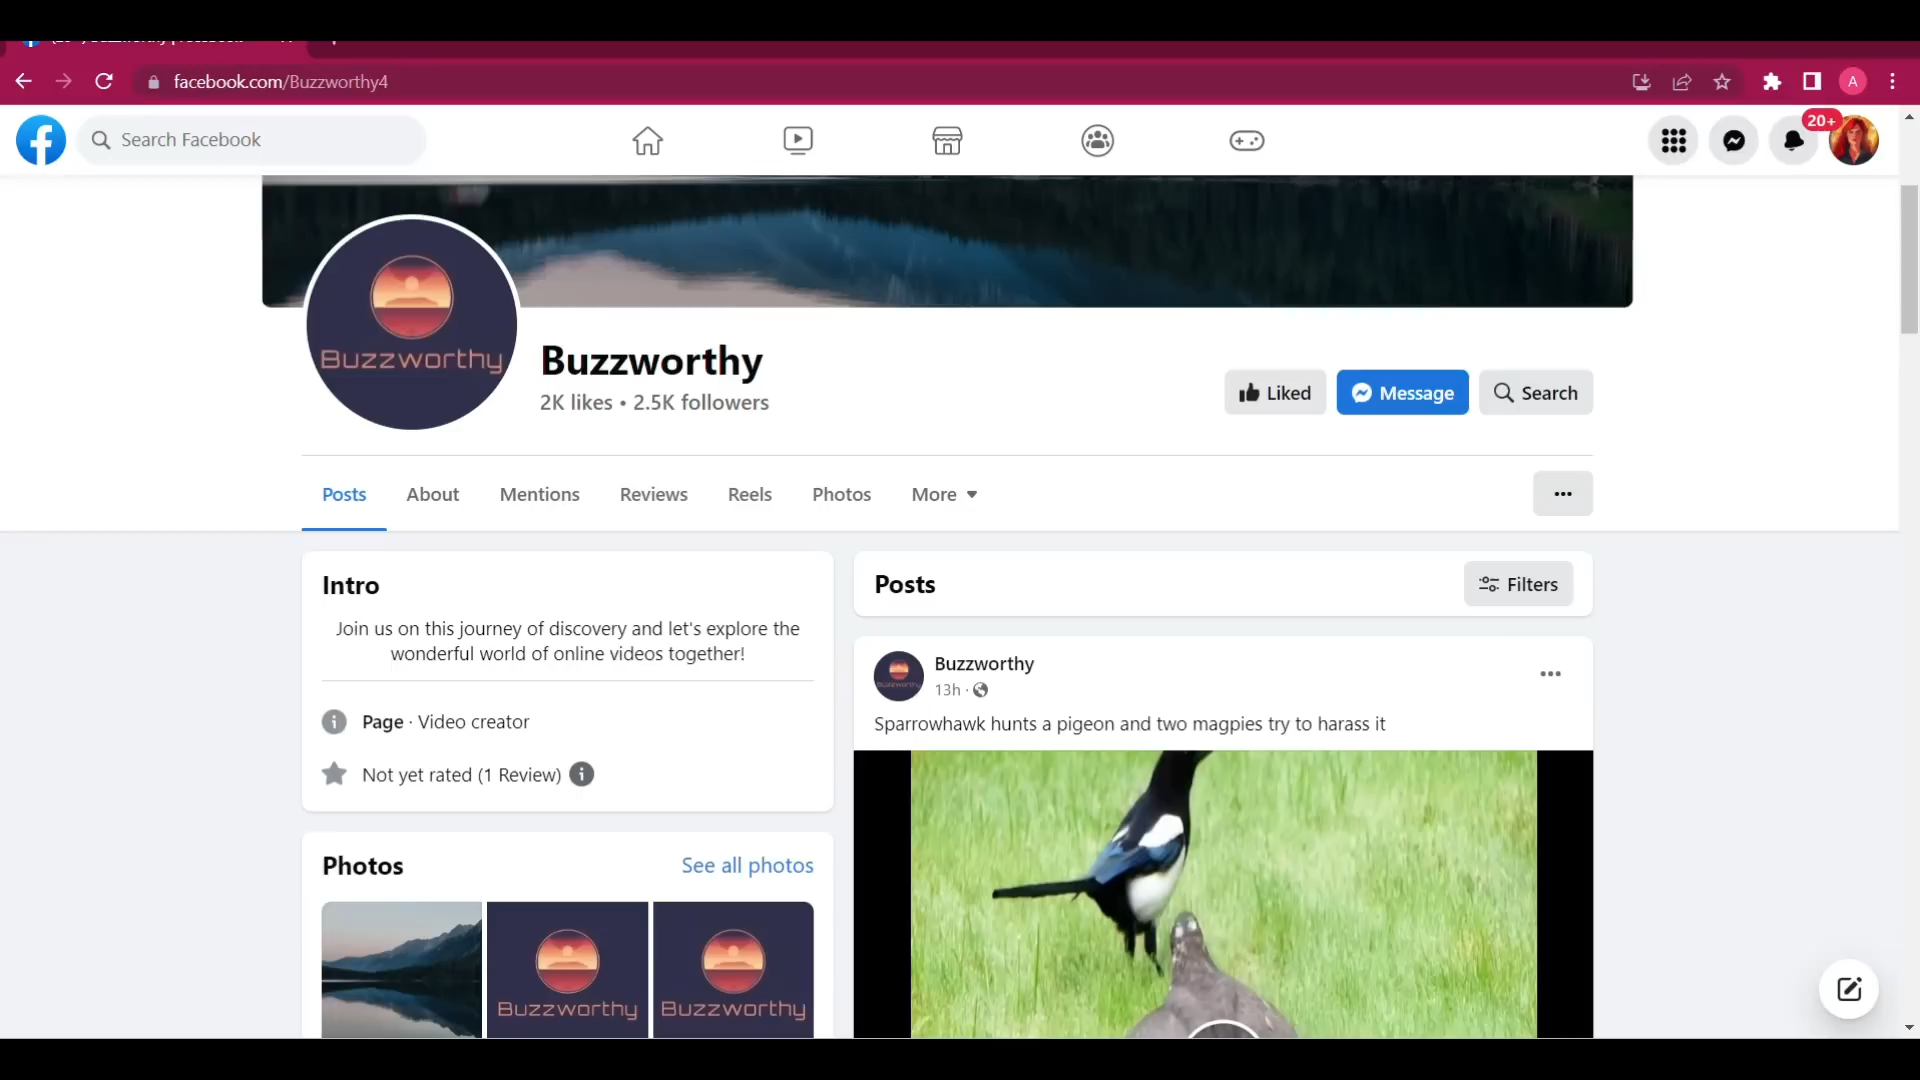 facebook.com/Buzzworthy4
A
Search Facebook
20+
Buzzworthy
Buzzworthy
2K likes • 2.5K followers
Liked
Message
Search
Posts
About
Mentions
Reviews
Reels
Photos
More
Intro
Join us on this journey of discovery and let's explore the
wonderful world of online videos together!
Page · Video creator
Not yet rated (1 Review)
Photos
See all photos
Buzzworthy
Buzzworthy
Posts
Filters
Buzzworthy
13h ·
Sparrowhawk hunts a pigeon and two magpies try to harass it